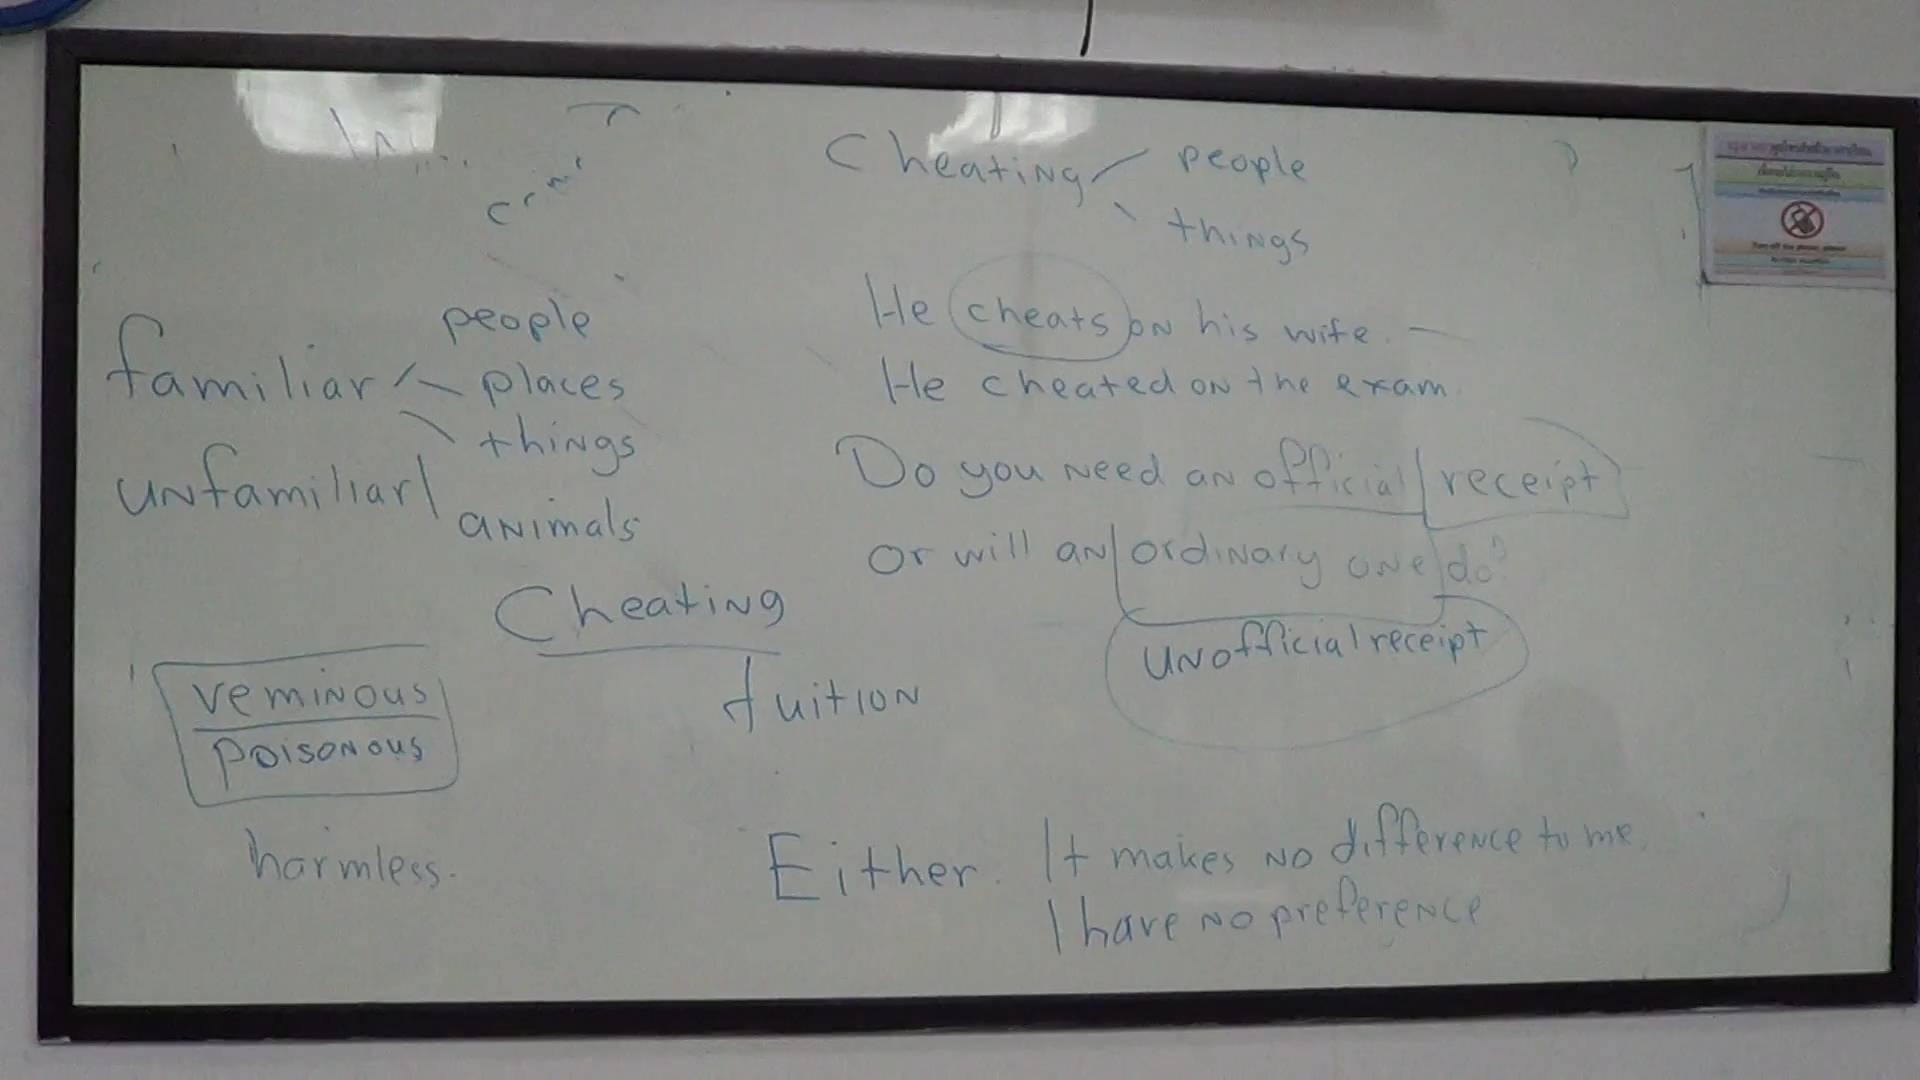 Cheating people
things
familiar people
places
things
unfamiliar animals
He cheats on his wife.
He cheated on the exam.
Do you need an official receipt
or will an ordinary one do?
unofficial receipt
Cheating
tuition
veminous
poisonous
harmless.
Either. It makes no difference to me.
I have no preference